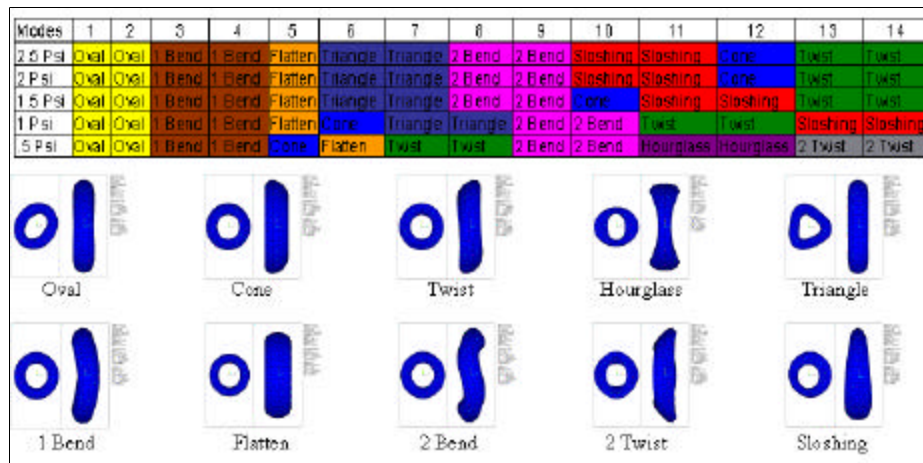 Modes 1 2 3 4 5 6 7 8 9 10 11 12 13 14
2.5 Psi Oval Oval 1 Bend 1 Bend Flatten Triangle Triangle 2 Bend 2 Bend Sloshing Sloshing Cone Twist Twist
2 Psi Oval Oval 1 Bend 1 Bend Flatten Triangle Triangle 2 Bend 2 Bend Sloshing Sloshing Cone Twist Twist
1.5 Psi Oval Oval 1 Bend 1 Bend Flatten Triangle Triangle 2 Bend 2 Bend Cone Sloshing Sloshing Twist Twist
1 Psi Oval Oval 1 Bend 1 Bend Flatten Cone Triangle Triangle 2 Bend 2 Bend Twist Twist Sloshing Sloshing
.5 Psi Oval Oval 1 Bend 1 Bend Cone Flatten Twist Twist 2 Bend 2 Bend Hourglass Hourglass 2 Twist 2 Twist
Oval Cone Twist Hourglass Triangle
1 Bend Flatten 2 Bend 2 Twist Sloshing